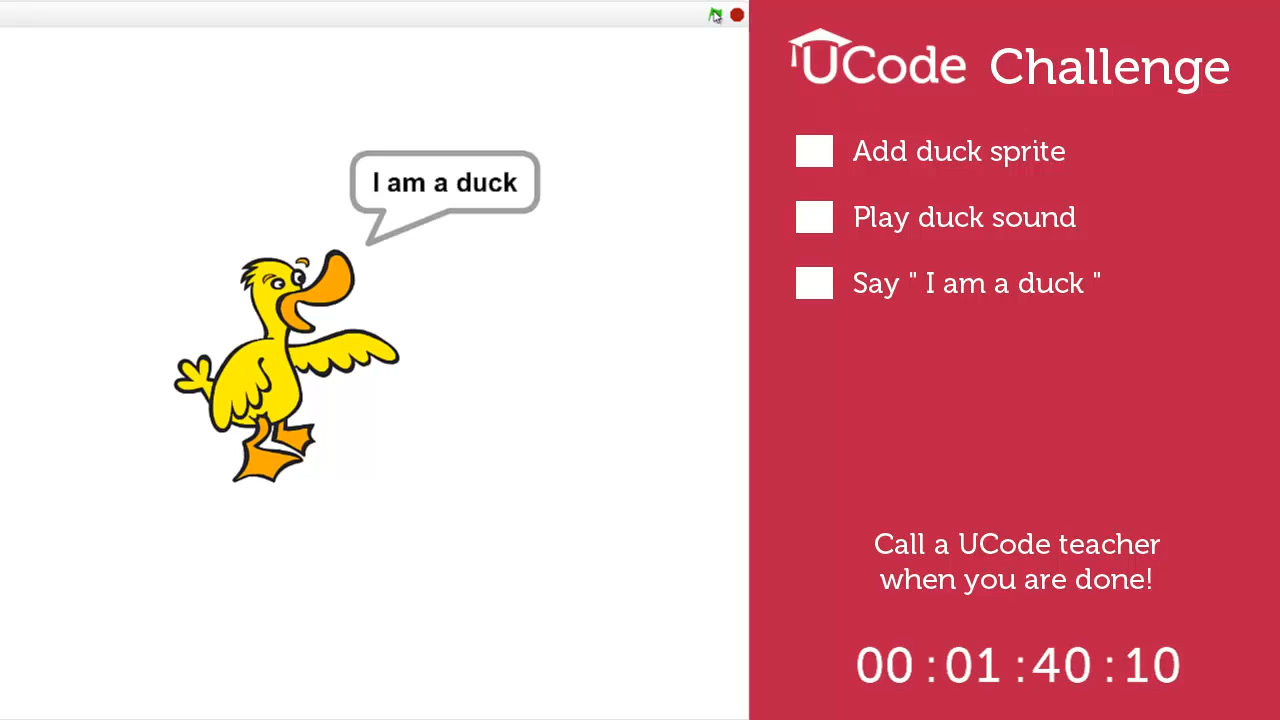 I am a duck
UCode Challenge
Add duck sprite
Play duck sound
Say " I am a duck "
Call a UCode teacher
when you are done!
00 : 01 : 40 : 10